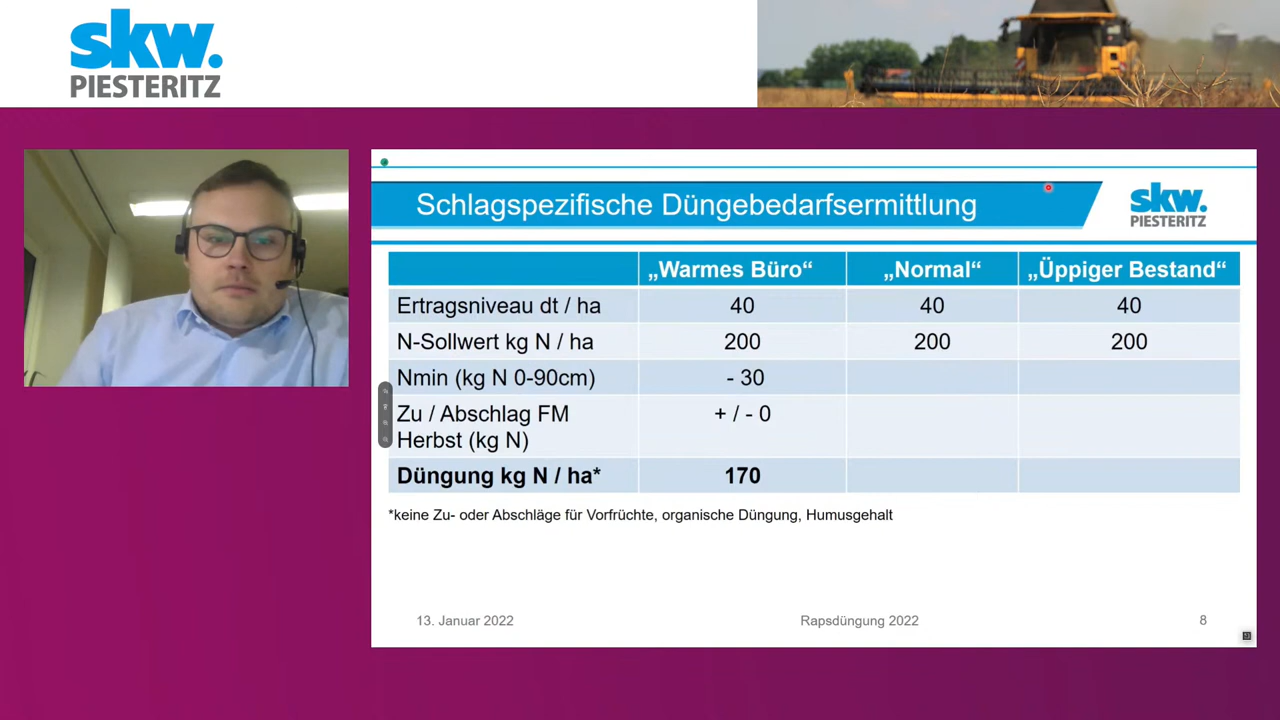 skw.
PIESTERITZ
Schlagspezifische Düngebedarfsermittlung
skw.
PIESTERITZ
„Warmes Büro“ „Normal“ „Üppiger Bestand“
Ertragsniveau dt / ha 40 40 40
N-Sollwert kg N / ha 200 200 200
Nmin (kg N 0-90cm) - 30
Zu / Abschlag FM + / - 0
Herbst (kg N)
Düngung kg N / ha* 170
*keine Zu- oder Abschläge für Vorfrüchte, organische Düngung, Humusgehalt
13. Januar 2022 Rapsdüngung 2022 8